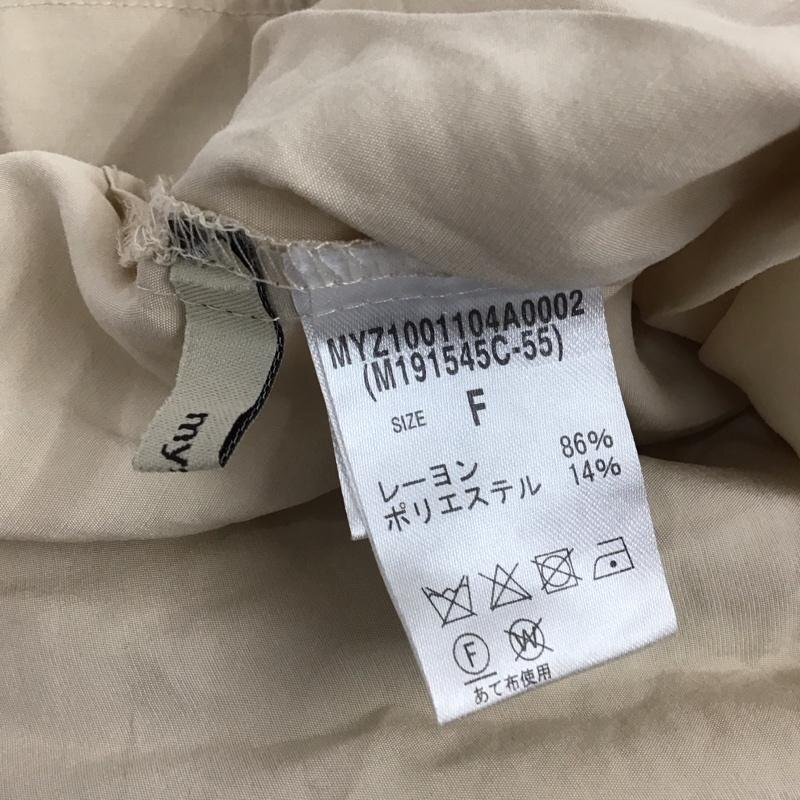 MYZ1001104A0002
(M191545C-55)
SIZE F
レーヨン 86%
ポリエステル 14%
F W
あて布使用
my